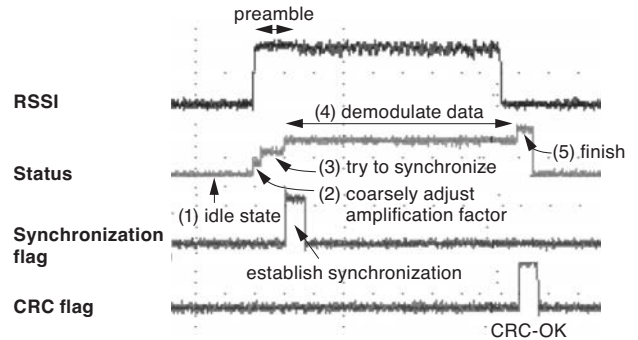 preamble
RSSI
(4) demodulate data
(5) finish
Status
(3) try to synchronize
(1) idle state
(2) coarsely adjust
amplification factor
Synchronization
flag
establish synchronization
CRC flag
CRC-OK